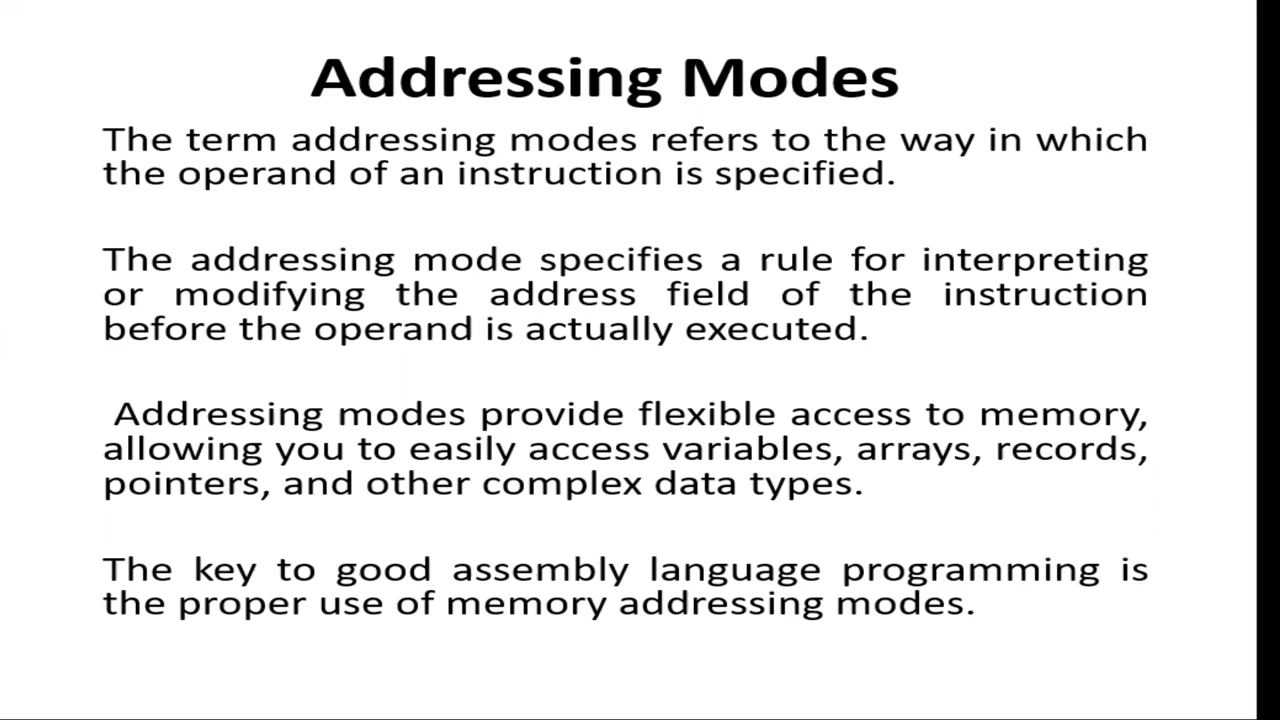 Addressing Modes
The term addressing modes refers to the way in which
the operand of an instruction is specified.
The addressing mode specifies a rule for interpreting
or modifying the address field of the instruction
before the operand is actually executed.
Addressing modes provide flexible access to memory,
allowing you to easily access variables, arrays, records,
pointers, and other complex data types.
The key to good assembly language programming is
the proper use of memory addressing modes.